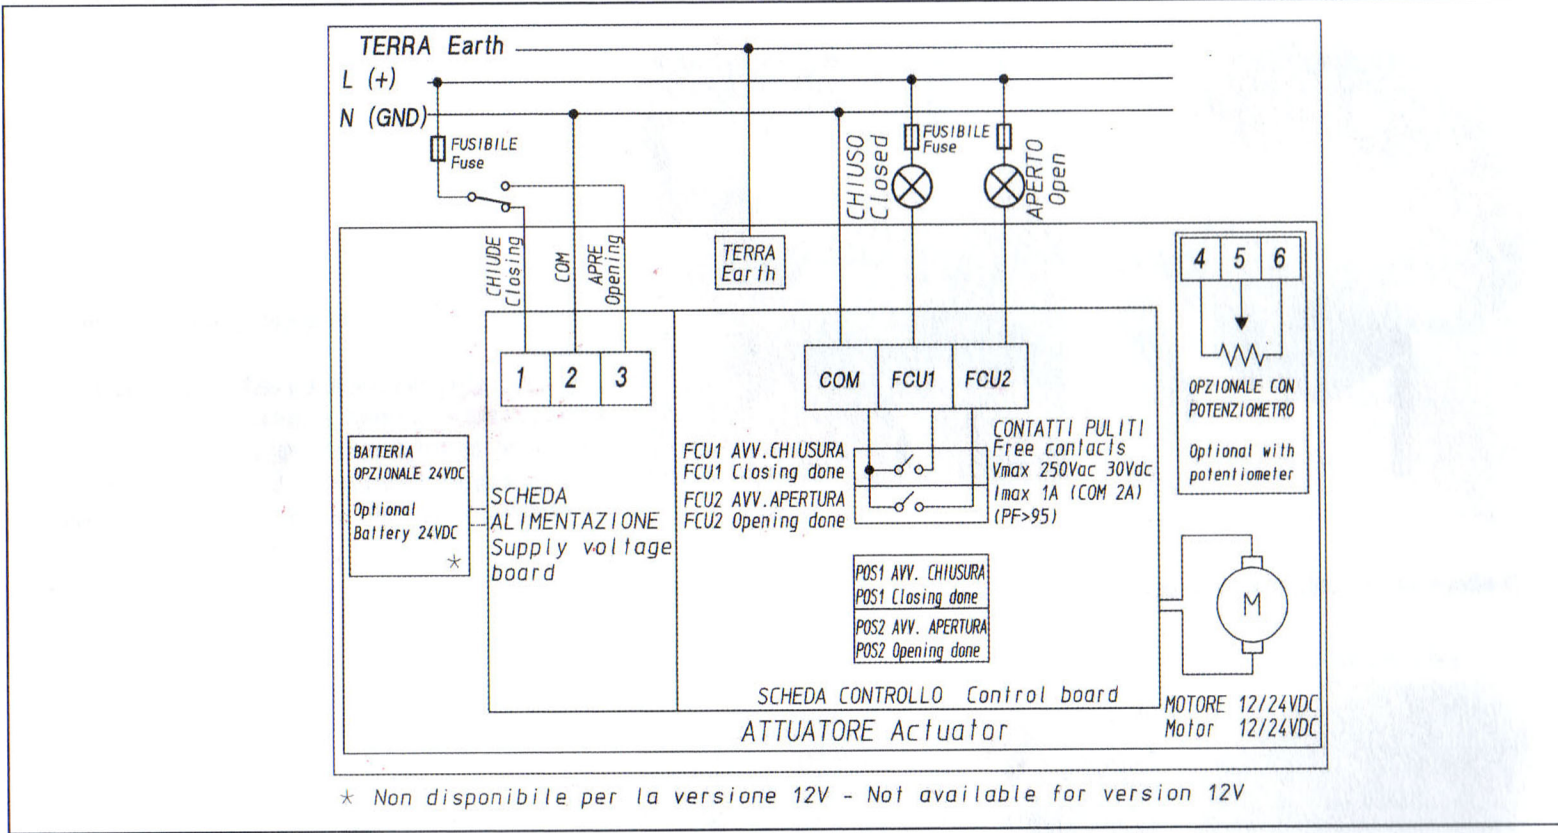 TERRA Earth
L (+)
N (GND)
FUSIBILE
Fuse
CHIUSO
Closed
FUSIBILE
Fuse
APERTO
Open
CHIUDE
Closing
COM
APRE
Opening
TERRA
Earth
4 5 6
OPZIONALE CON
POTENZIOMETRO
Optional with
potentiometer
1 2 3
COM FCU1 FCU2
BATTERIA
OPZIONALE 24VDC
Optional
Battery 24VDC
*
SCHEDA
ALIMENTAZIONE
Supply voltage
board
FCU1 AVV.CHIUSURA
FCU1 Closing done
FCU2 AVV.APERTURA
FCU2 Opening done
CONTATTI PULITI
Free contacts
Vmax 250Vac 30Vdc
Imax 1A (COM 2A)
(PF>95)
POS1 AVV. CHIUSURA
POS1 Closing done
POS2 AVV. APERTURA
POS2 Opening done
M
SCHEDA CONTROLLO Control board
MOTORE 12/24VDC
Motor 12/24VDC
ATTUATORE Actuator
* Non disponibile per la versione 12V - Not available for version 12V